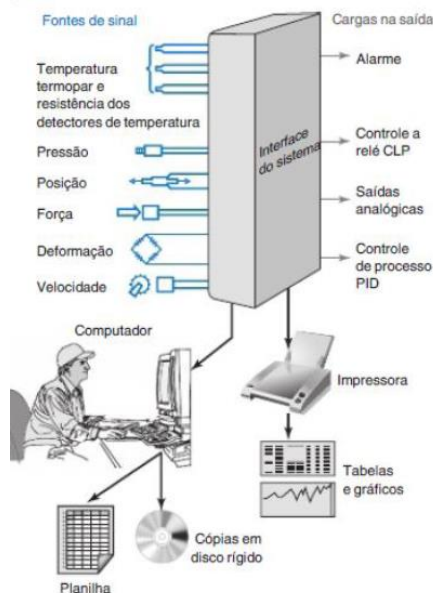 Fontes de sinal
Temperatura
termopar e
resistência dos
detectores de temperatura
Pressão
Posição
Força
Deformação
Velocidade
Interface
do sistema
Cargas na saída
Alarme
Controle a
relé CLP
Saídas
analógicas
Controle
de processo
PID
Computador
Impressora
Tabelas
e gráficos
Cópias em
disco rígido
Planilha